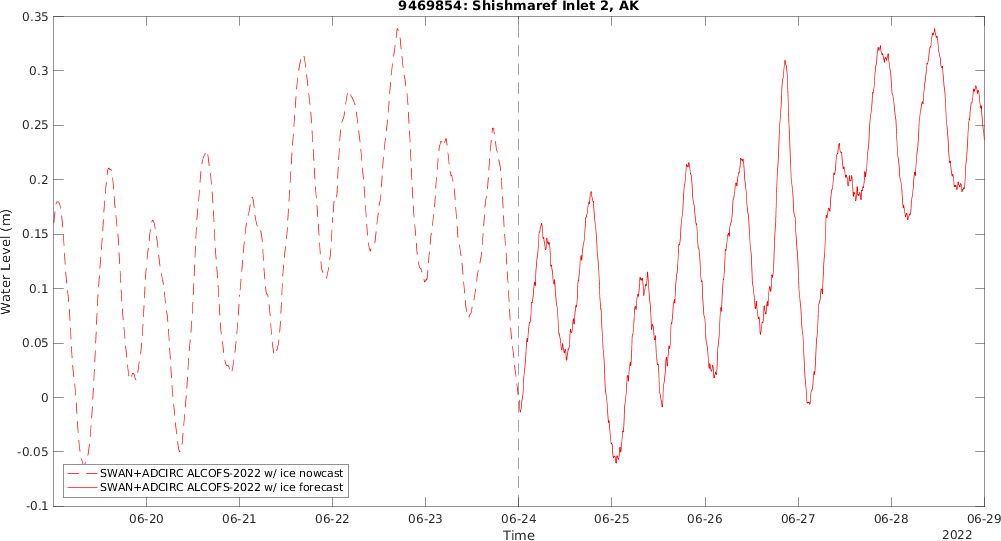 9469854: Shishmaref Inlet 2, AK
0.35
0.3
0.25
0.2
0.15
0.1
0.05
0
-0.05
-0.1
Water Level (m)
SWAN+ADCIRC ALCOFS-2022 w/ ice nowcast
SWAN+ADCIRC ALCOFS-2022 w/ ice forecast
06-20 06-21 06-22 06-23 06-24 06-25 06-26 06-27 06-28 06-29
Time
2022